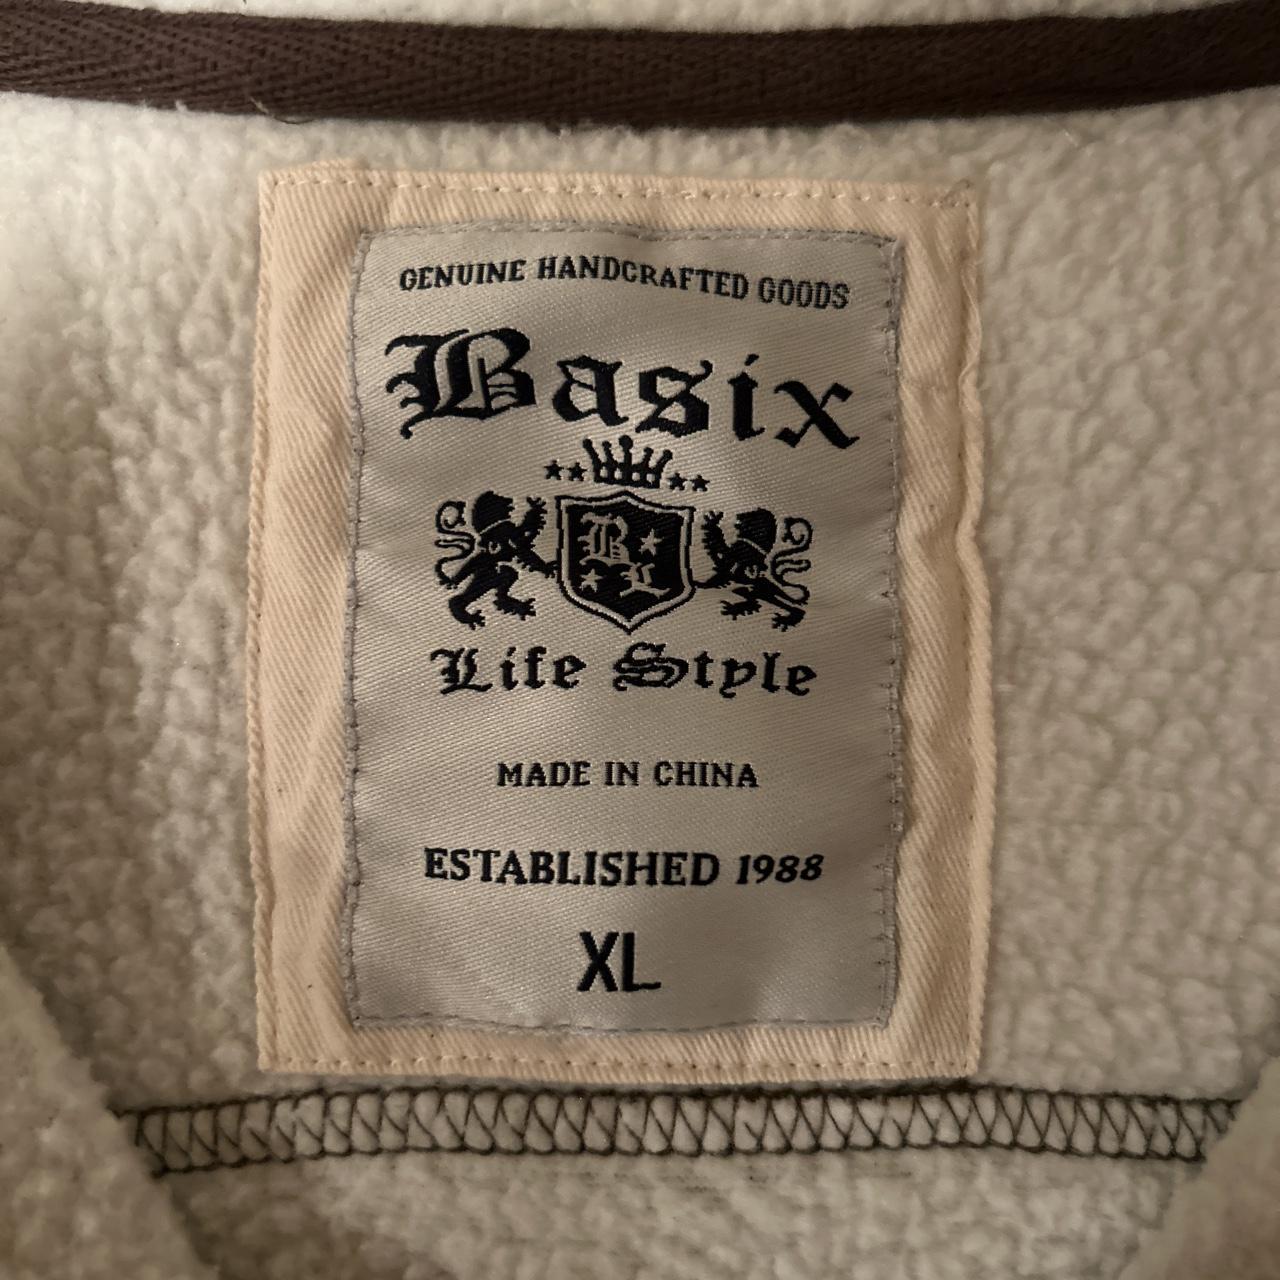 GENUINE HANDCRAFTED GOODS
Basix
B
L
Life Style
MADE IN CHINA
ESTABLISHED 1988
XL